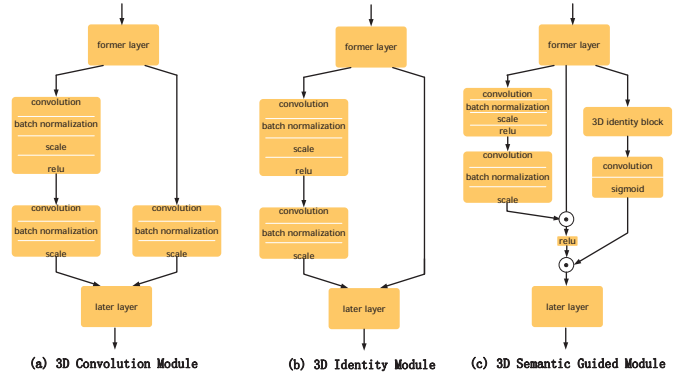 former layer
convolution
batch normalization
scale
relu
convolution
batch normalization
scale
convolution
batch normalization
scale
later layer
(a) 3D Convolution Module
former layer
convolution
batch normalization
scale
relu
convolution
batch normalization
scale
later layer
(b) 3D Identity Module
former layer
convolution
batch normalization
scale
relu
convolution
batch normalization
scale
3D identity block
convolution
sigmoid
relu
later layer
(c) 3D Semantic Guided Module